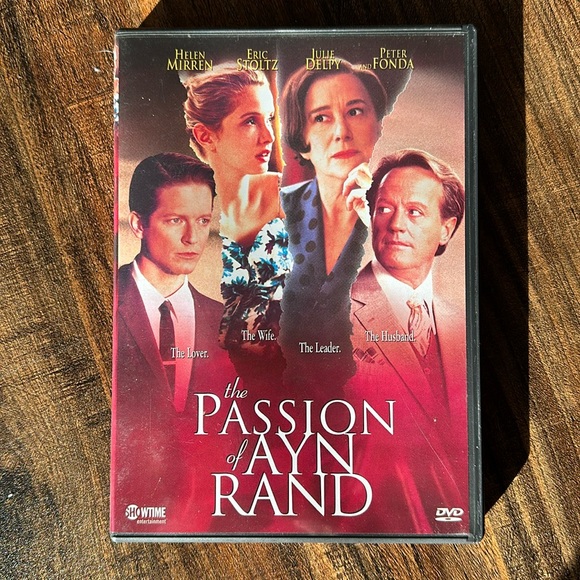 HELEN MIRREN
ERIC STOLTZ
JULIE DELPY
AND PETER FONDA
The Lover.
The Wife.
The Leader.
The Husband.
the
PASSION
of AYN
RAND
SHOWTIME
entertainment
DVD